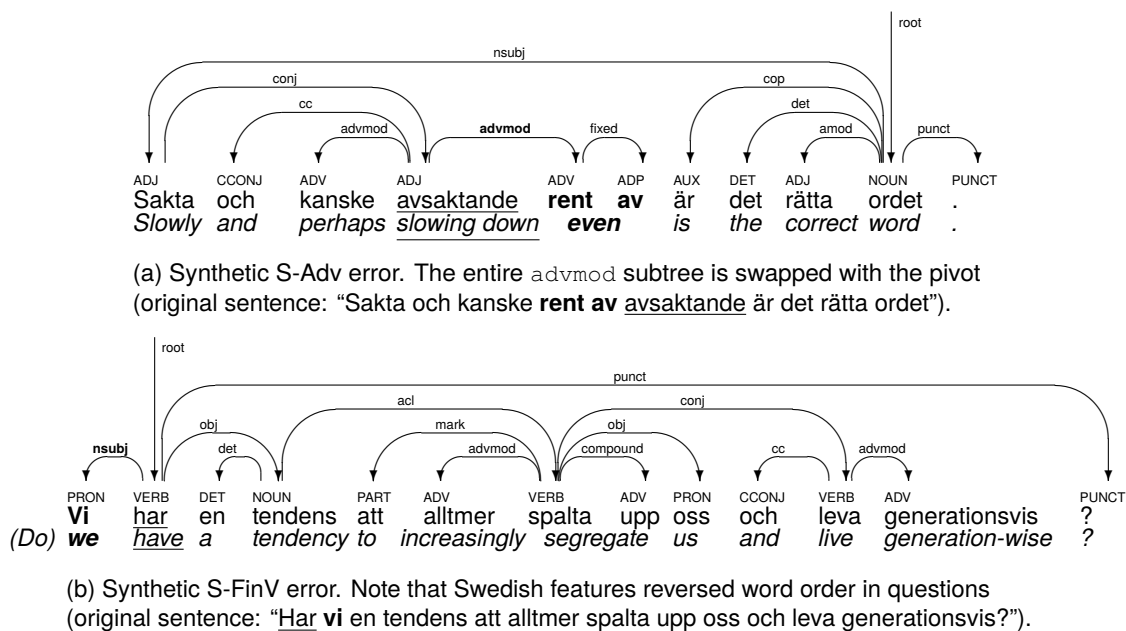 root
nsubj
conj cop
cc det
advmod advmod fixed amod punct
ADJ CCONJ ADV ADJ ADV ADP AUX DET ADJ NOUN PUNCT
Sakta och kanske avsaktande rent av är det rätta ordet .
Slowly and perhaps slowing down even is the correct word .
(a) Synthetic S-Adv error. The entire advmod subtree is swapped with the pivot
(original sentence: “Sakta och kanske rent av avsaktande är det rätta ordet”).
root
punct
acl conj
obj mark obj
nsubj det advmod compound cc advmod
PRON VERB DET NOUN PART ADV VERB ADV PRON CCONJ VERB ADV PUNCT
Vi har en tendens att alltmer spalta upp oss och leva generationsvis ?
(Do) we have a tendency to increasingly segregate us and live generation-wise ?
(b) Synthetic S-FinV error. Note that Swedish features reversed word order in questions
(original sentence: “Har vi en tendens att alltmer spalta upp oss och leva generationsvis?”).